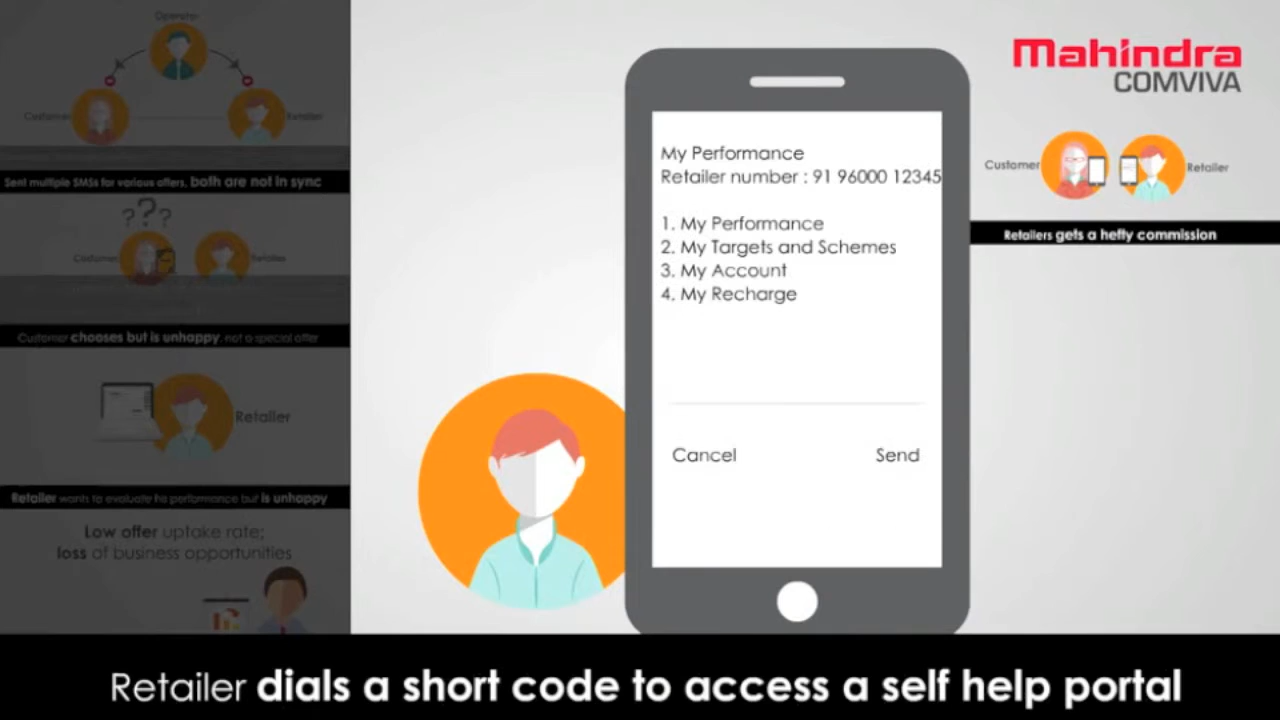 Operator
Customer
Retailer
Sent multiple SMSs for various offers, both are not in sync
???
Customer
Retailer
Customer chooses but is unhappy, not a special offer
Retailer
Retailer wants to evaluate his performance but is unhappy
Low offer uptake rate;
loss of business opportunities
My Performance
Retailer number : 91 96000 12345
1. My Performance
2. My Targets and Schemes
3. My Account
4. My Recharge
Cancel
Send
Mahindra
COMVIVA
Customer
Retailer
Retailers gets a hefty commission
Retailer dials a short code to access a self help portal